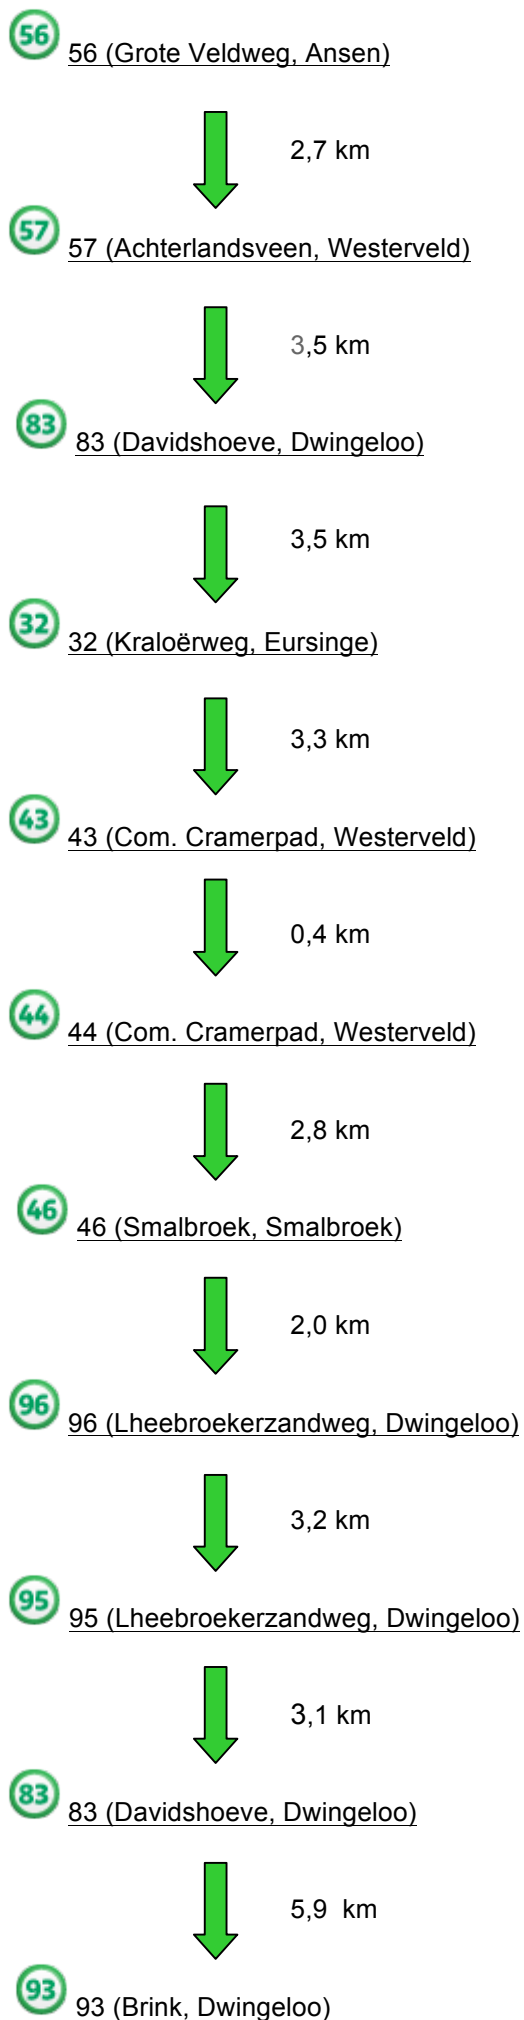 56
56 (Grote Veldweg, Ansen)
2,7 km
57
57 (Achterlandsveen, Westerveld)
3,5 km
83
83 (Davidshoeve, Dwingeloo)
3,5 km
32
32 (Kraloërweg, Eursinge)
3,3 km
43
43 (Com. Cramerpad, Westerveld)
0,4 km
44
44 (Com. Cramerpad, Westerveld)
2,8 km
46
46 (Smalbroek, Smalbroek)
2,0 km
96
96 (Lheebroekerzandweg, Dwingeloo)
3,2 km
95
95 (Lheebroekerzandweg, Dwingeloo)
3,1 km
83
83 (Davidshoeve, Dwingeloo)
5,9 km
93
93 (Brink, Dwingeloo)